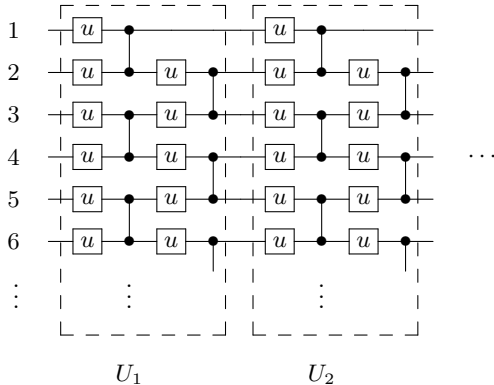 1 u u
2 u u u u
3 u u u u
4 u u u u ⋯
5 u u u u
6 u u u u
⋮ ⋮ ⋮
U₁ U₂